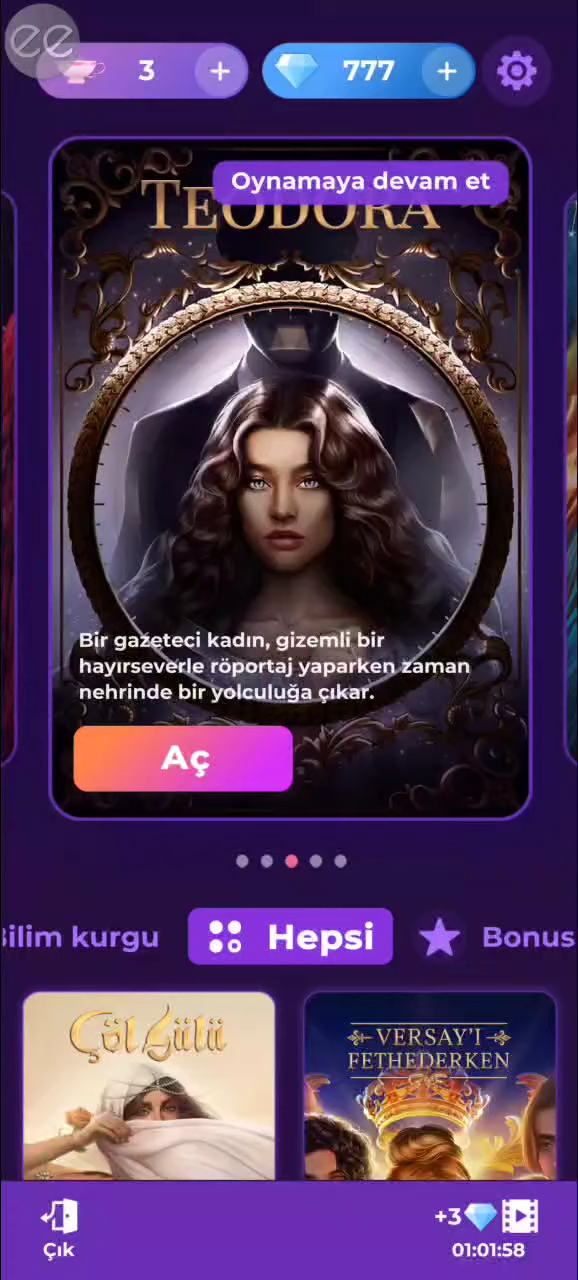 ee
3
+
777
+
Oynamaya devam et
TEODORA
Bir gazeteci kadın, gizemli bir
hayırseverle röportaj yaparken zaman
nehrinde bir yolculuğa çıkar.
Aç
Bilim kurgu
Hepsi
Bonus
Çöl Gülü
VERSAY'I
FETHEDERKEN
+3
Çık
01:01:58